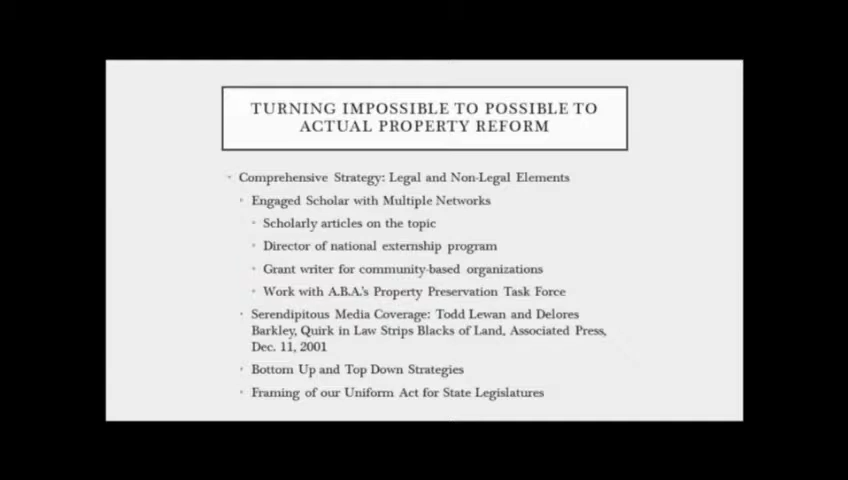 TURNING IMPOSSIBLE TO POSSIBLE TO
ACTUAL PROPERTY REFORM
Comprehensive Strategy: Legal and Non-Legal Elements
Engaged Scholar with Multiple Networks
Scholarly articles on the topic
Director of national externship program
Grant writer for community-based organizations
Work with A.B.A.'s Property Preservation Task Force
Serendipitous Media Coverage: Todd Lewan and Delores
Barkley, Quirk in Law Strips Blacks of Land, Associated Press,
Dec. 11, 2001
Bottom Up and Top Down Strategies
Framing of our Uniform Act for State Legislatures